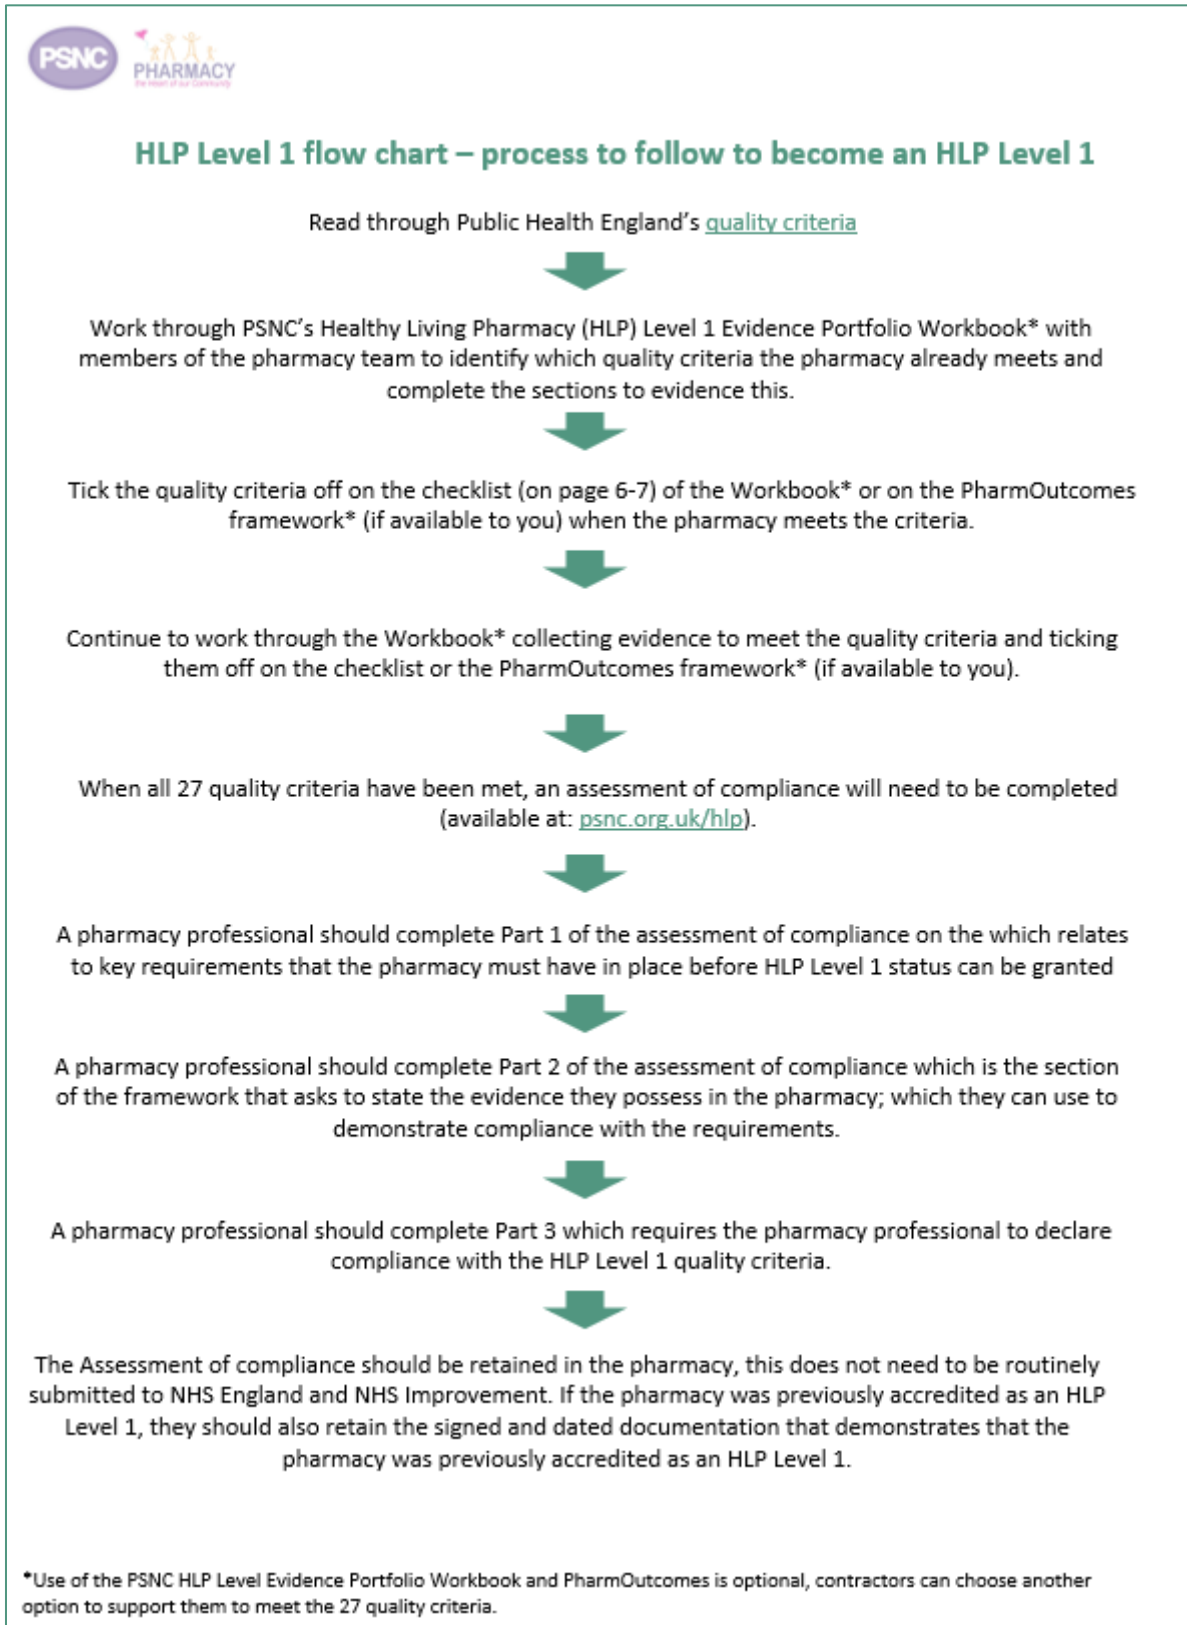 PSNC
PHARMACY
the Heart of our Community
HLP Level 1 flow chart – process to follow to become an HLP Level 1
Read through Public Health England’s quality criteria
Work through PSNC’s Healthy Living Pharmacy (HLP) Level 1 Evidence Portfolio Workbook* with
members of the pharmacy team to identify which quality criteria the pharmacy already meets and
complete the sections to evidence this.
Tick the quality criteria off on the checklist (on page 6-7) of the Workbook* or on the PharmOutcomes
framework* (if available to you) when the pharmacy meets the criteria.
Continue to work through the Workbook* collecting evidence to meet the quality criteria and ticking
them off on the checklist or the PharmOutcomes framework* (if available to you).
When all 27 quality criteria have been met, an assessment of compliance will need to be completed
(available at: psnc.org.uk/hlp).
A pharmacy professional should complete Part 1 of the assessment of compliance on the which relates
to key requirements that the pharmacy must have in place before HLP Level 1 status can be granted
A pharmacy professional should complete Part 2 of the assessment of compliance which is the section
of the framework that asks to state the evidence they possess in the pharmacy; which they can use to
demonstrate compliance with the requirements.
A pharmacy professional should complete Part 3 which requires the pharmacy professional to declare
compliance with the HLP Level 1 quality criteria.
The Assessment of compliance should be retained in the pharmacy, this does not need to be routinely
submitted to NHS England and NHS Improvement. If the pharmacy was previously accredited as an HLP
Level 1, they should also retain the signed and dated documentation that demonstrates that the
pharmacy was previously accredited as an HLP Level 1.
*Use of the PSNC HLP Level Evidence Portfolio Workbook and PharmOutcomes is optional, contractors can choose another
option to support them to meet the 27 quality criteria.